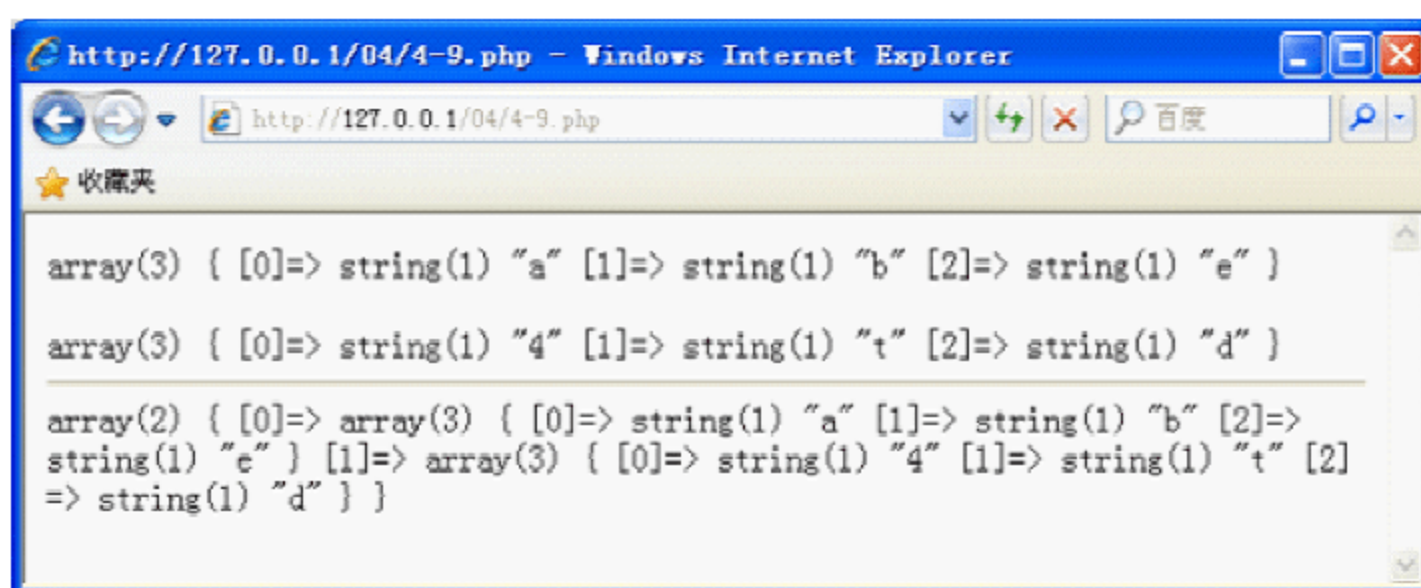 http://127.0.0.1/04/4-9.php - Windows Internet Explorer
http://127.0.0.1/04/4-9.php
百度
收藏夹
array(3) { [0]=> string(1) "a" [1]=> string(1) "b" [2]=> string(1) "e" }
array(3) { [0]=> string(1) "4" [1]=> string(1) "t" [2]=> string(1) "d" }
array(2) { [0]=> array(3) { [0]=> string(1) "a" [1]=> string(1) "b" [2]=>
string(1) "e" } [1]=> array(3) { [0]=> string(1) "4" [1]=> string(1) "t" [2]
=> string(1) "d" } }